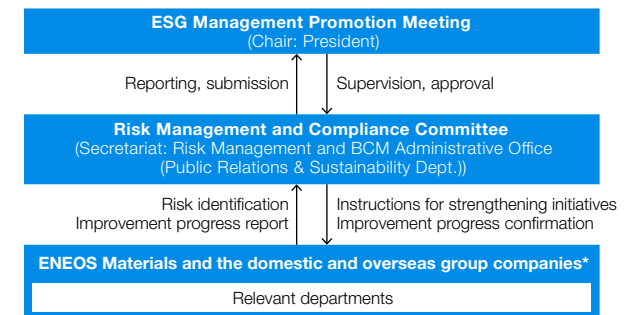 ESG Management Promotion Meeting
(Chair: President)
Reporting, submission
Supervision, approval
Risk Management and Compliance Committee
(Secretariat: Risk Management and BCM Administrative Office
(Public Relations & Sustainability Dept.))
Risk identification
Improvement progress report
Instructions for strengthening initiatives
Improvement progress confirmation
ENEOS Materials and the domestic and overseas group companies*
Relevant departments